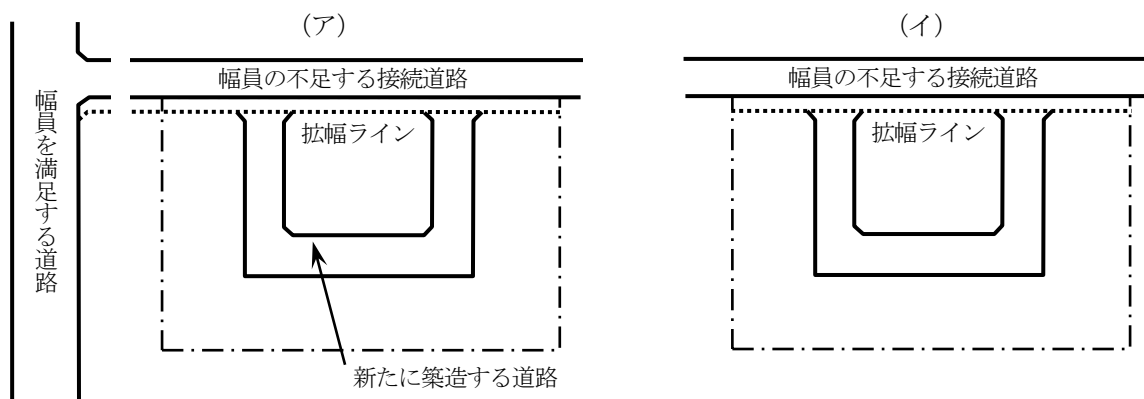 （ア）
幅員の不足する接続道路
拡幅ライン
幅員を満足する道路
新たに築造する道路
（イ）
幅員の不足する接続道路
拡幅ライン